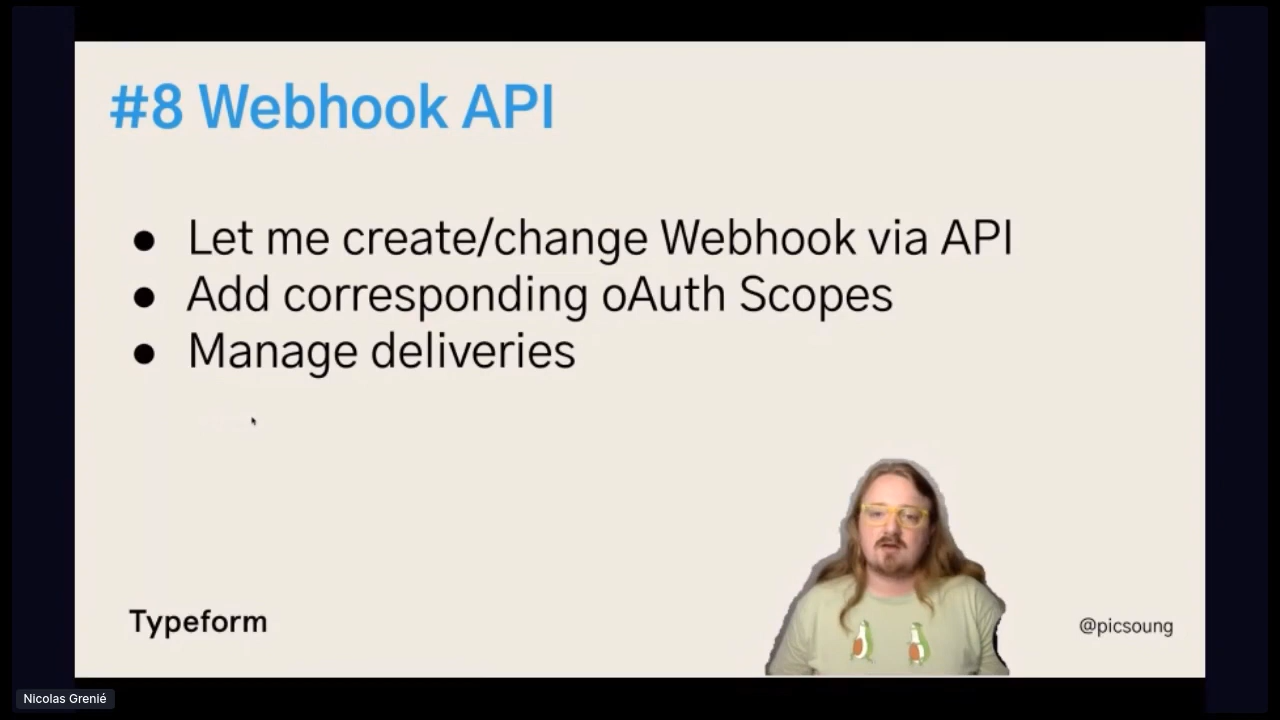 #8 Webhook API
● Let me create/change Webhook via API
● Add corresponding oAuth Scopes
● Manage deliveries
Typeform
@picsoung
Nicolas Grenié